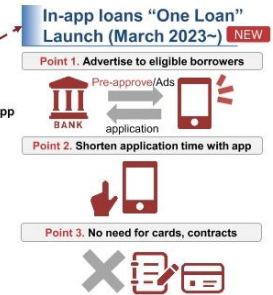 In-app loans “One Loan”
Launch (March 2023~) NEW
Point 1. Advertise to eligible borrowers
Pre-approve/Ads
pp
BANK
application
Point 2. Shorten application time with app
Point 3. No need for cards, contracts